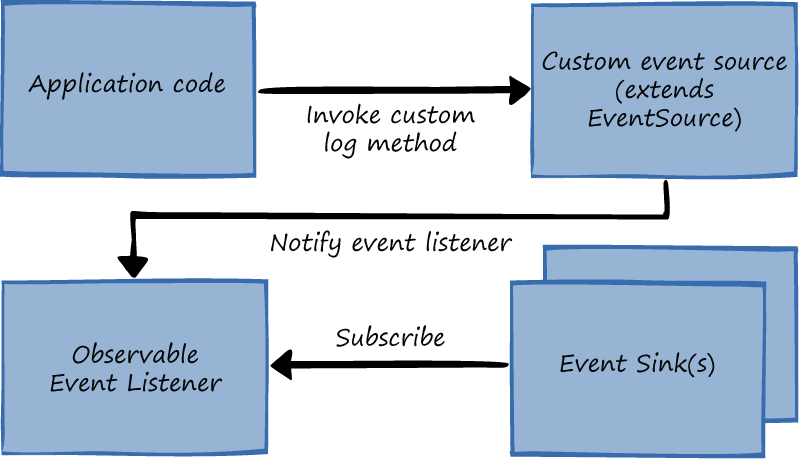 Application code
Invoke custom
log method
Custom event source
(extends
EventSource)
Notify event listener
Observable
Event Listener
Subscribe
Event Sink(s)